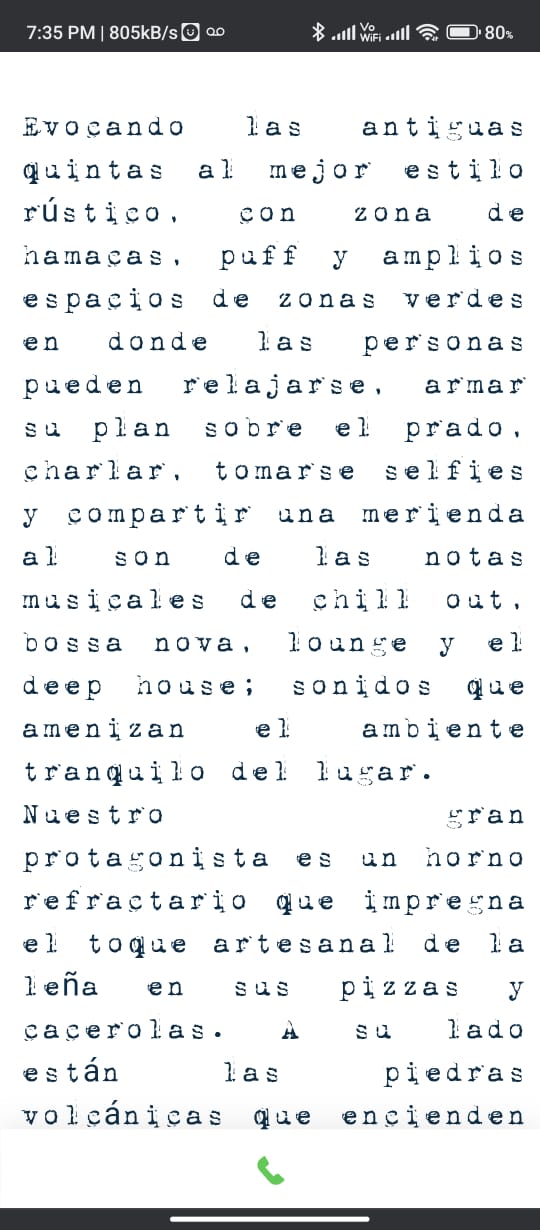 7:35 PM | 805kB/s
Vo
WiFi
80%
Evocando las antiguas
quintas al mejor estilo
rústico, con zona de
hamacas, puff y amplios
espacios de zonas verdes
en donde las personas
pueden relajarse, armar
su plan sobre el prado,
charlar, tomarse selfies
y compartir una merienda
al son de las notas
musicales de chill out,
bossa nova, lounge y el
deep house; sonidos que
amenizan el ambiente
tranquilo del lugar.
Nuestro gran
protagonista es un horno
refractario que impregna
el toque artesanal de la
leña en sus pizzas y
cacerolas. A su lado
están las piedras
volcánicas que encienden